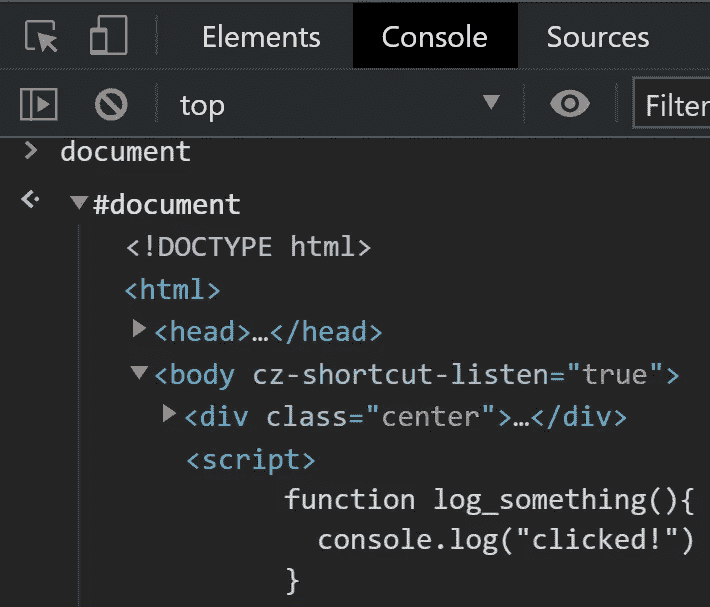 Elements Console Sources
top Filter
> document
#document
<!DOCTYPE html>
<html>
<head>…</head>
<body cz-shortcut-listen="true">
<div class="center">…</div>
<script>
function log_something(){
console.log("clicked!")
}